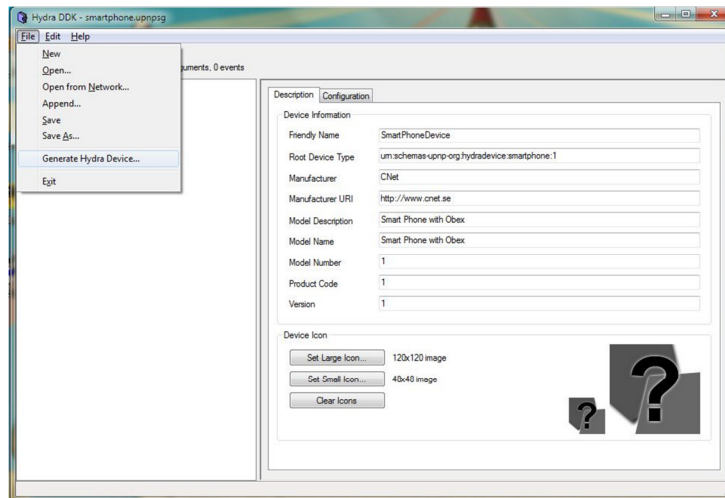 Hydra DDK - smartphone.upnpsg
File Edit Help
New
Open...
Open from Network...
Append...
Save
Save As...
Generate Hydra Device...
Exit
0 events
Description Configuration
Device Information
Friendly Name SmartPhoneDevice
Root Device Type urn:schemas-upnp-org:hydradevice:smartphone:1
Manufacturer CNet
Manufacturer URI http://www.cnet.se
Model Description Smart Phone with Obex
Model Name Smart Phone with Obex
Model Number 1
Product Code 1
Version 1
Device Icon
Set Large Icon... 120x120 image
Set Small Icon... 48x48 image
Clear Icons
? ?